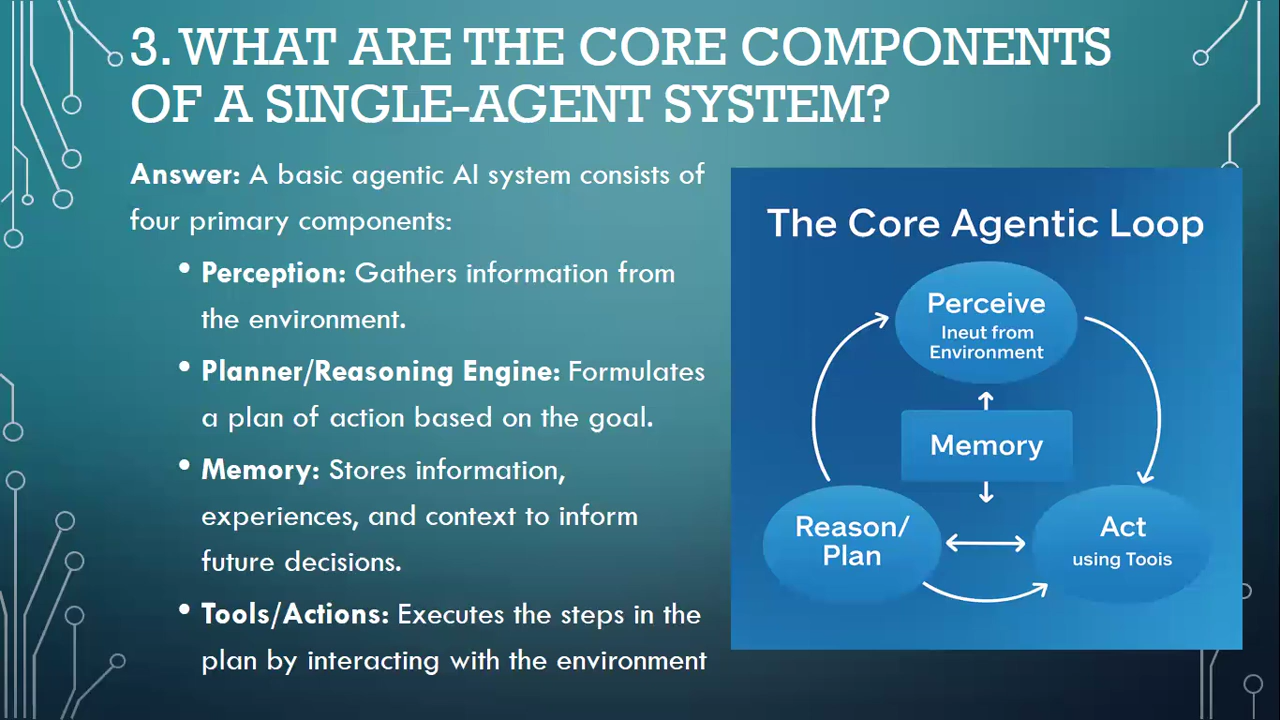 3. WHAT ARE THE CORE COMPONENTS
OF A SINGLE-AGENT SYSTEM?
Answer: A basic agentic AI system consists of
four primary components:
• Perception: Gathers information from
the environment.
• Planner/Reasoning Engine: Formulates
a plan of action based on the goal.
• Memory: Stores information,
experiences, and context to inform
future decisions.
• Tools/Actions: Executes the steps in the
plan by interacting with the environment
The Core Agentic Loop
Perceive
Ineut from
Environment
Memory
Reason/
Plan
Act
using Toois